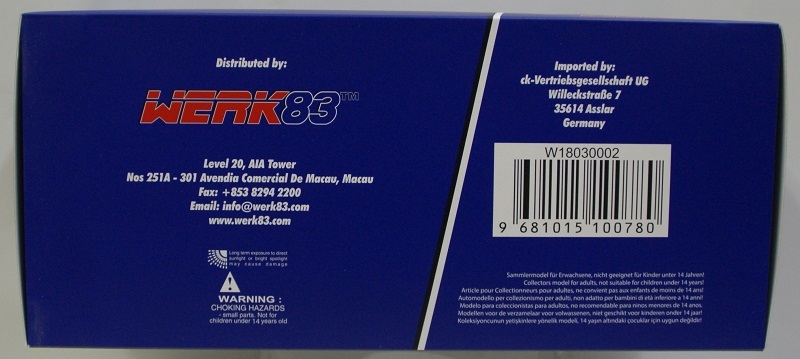 Distributed by:
WERK83™
Level 20, AIA Tower
Nos 251A - 301 Avendia Comercial De Macau, Macau
Fax: +853 8294 2200
Email: info@werk83.com
www.werk83.com
Long term exposure to direct
sunlight or bright spotlight
may cause damage
WARNING :
CHOKING HAZARDS
- small parts. Not for
children under 14 years old
Imported by:
ck-Vertriebsgesellschaft UG
Willeckstraße 7
35614 Asslar
Germany
W18030002
9 681015 100780
Sammlermodel für Erwachsene, nicht geeignet für Kinder unter 14 Jahren!
Collectors model for adults, not suitable for children under 14 years!
Article pour Collectionneurs pour adultes, ne convient pas aux enfants de moins de 14 ans!
Automodello per collezionismo per adulti, non adatto per bambini di età inferiore a 14 anni!
Modelo para coleccionistas para adultos, no recomendable para ninos menores de 14 anos.
Modellen voor de verzamelaar voor volwassenen, niet geschikt voor kinderen onder 14 jaar!
Koleksiyoncunun yetişkinlere yönelik modeli, 14 yaşın altındaki çocuklar için uygun değildir!